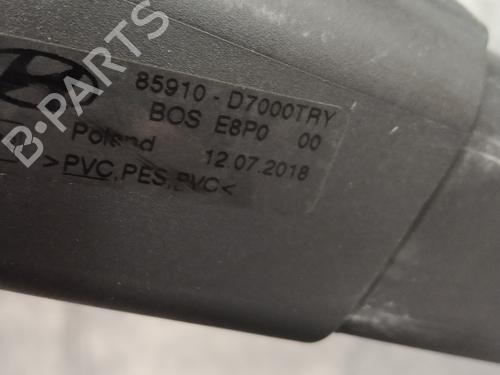 85910 - D7000TRY
BOS E8P0 00
Poland 12.07.2018
>PVC,PES,PVC<
B-PARTS